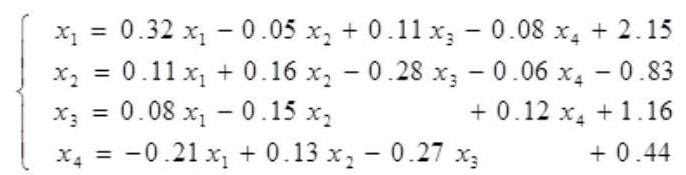 x₁ = 0.32 x₁ − 0.05 x₂ + 0.11 x₃ − 0.08 x₄ + 2.15
x₂ = 0.11 x₁ + 0.16 x₂ − 0.28 x₃ − 0.06 x₄ − 0.83
x₃ = 0.08 x₁ − 0.15 x₂ + 0.12 x₄ + 1.16
x₄ = −0.21 x₁ + 0.13 x₂ − 0.27 x₃ + 0.44